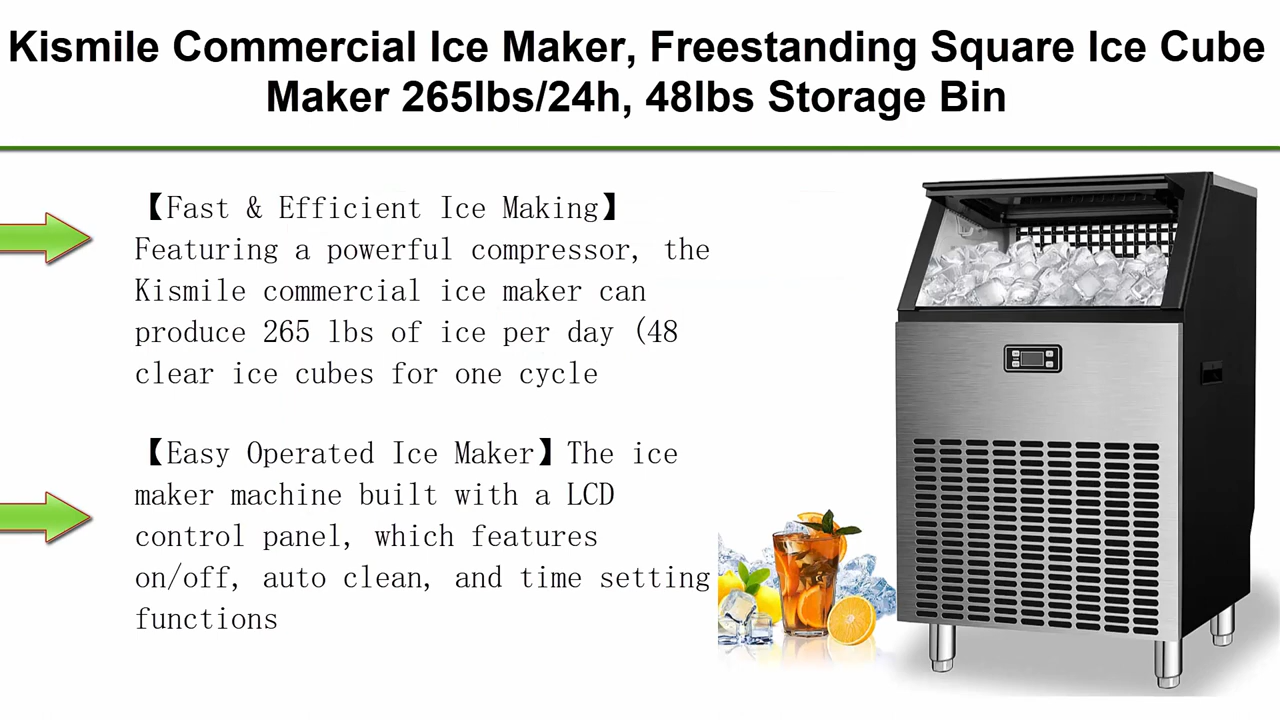 Kismile Commercial Ice Maker, Freestanding Square Ice Cube
Maker 265lbs/24h, 48lbs Storage Bin
【Fast & Efficient Ice Making】
Featuring a powerful compressor, the
Kismile commercial ice maker can
produce 265 lbs of ice per day (48
clear ice cubes for one cycle
【Easy Operated Ice Maker】The ice
maker machine built with a LCD
control panel, which features
on/off, auto clean, and time setting
functions